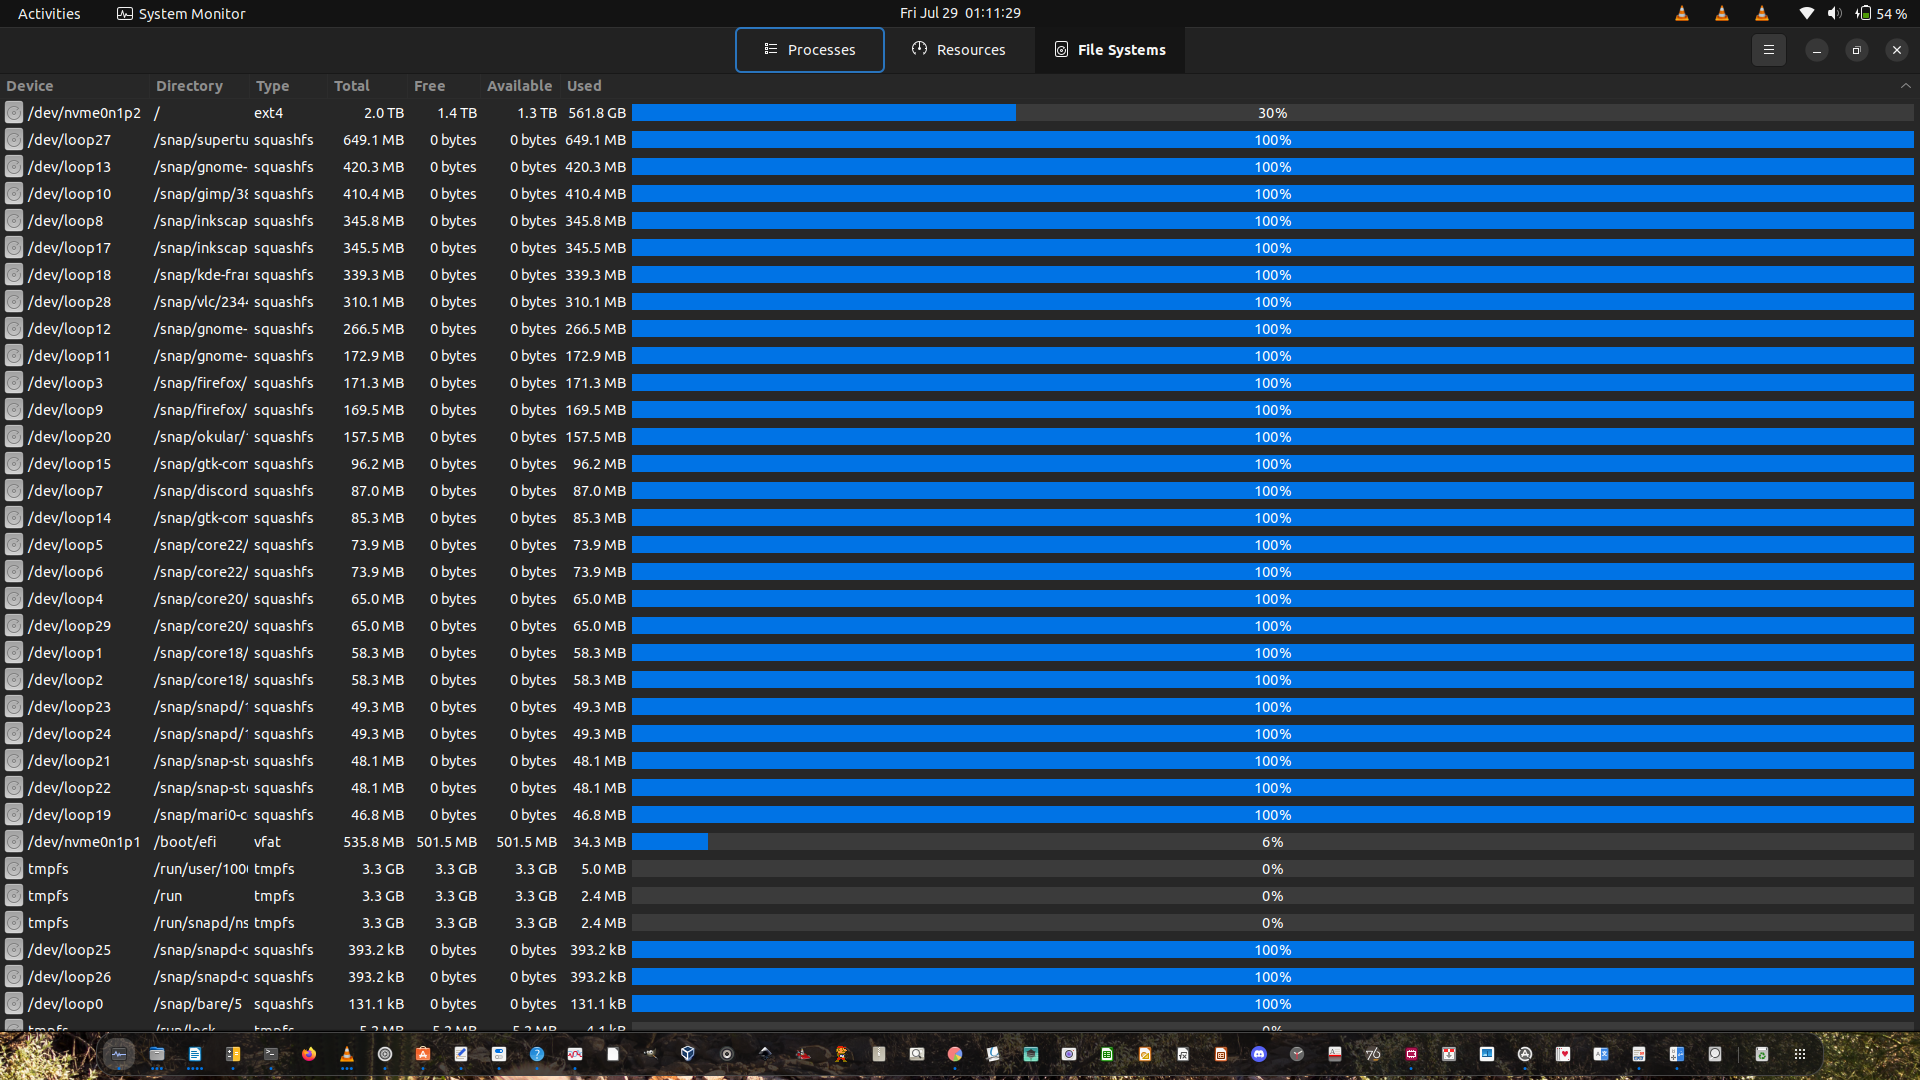 Activities System Monitor Fri Jul 29 01:11:29 54 %
Processes Resources File Systems
Device Directory Type Total Free Available Used
/dev/nvme0n1p2 / ext4 2.0 TB 1.4 TB 1.3 TB 561.8 GB 30%
/dev/loop27 /snap/supertu squashfs 649.1 MB 0 bytes 0 bytes 649.1 MB 100%
/dev/loop13 /snap/gnome- squashfs 420.3 MB 0 bytes 0 bytes 420.3 MB 100%
/dev/loop10 /snap/gimp/38 squashfs 410.4 MB 0 bytes 0 bytes 410.4 MB 100%
/dev/loop8 /snap/inkscap squashfs 345.8 MB 0 bytes 0 bytes 345.8 MB 100%
/dev/loop17 /snap/inkscap squashfs 345.5 MB 0 bytes 0 bytes 345.5 MB 100%
/dev/loop18 /snap/kde-fra squashfs 339.3 MB 0 bytes 0 bytes 339.3 MB 100%
/dev/loop28 /snap/vlc/2344 squashfs 310.1 MB 0 bytes 0 bytes 310.1 MB 100%
/dev/loop12 /snap/gnome- squashfs 266.5 MB 0 bytes 0 bytes 266.5 MB 100%
/dev/loop11 /snap/gnome- squashfs 172.9 MB 0 bytes 0 bytes 172.9 MB 100%
/dev/loop3 /snap/firefox/ squashfs 171.3 MB 0 bytes 0 bytes 171.3 MB 100%
/dev/loop9 /snap/firefox/ squashfs 169.5 MB 0 bytes 0 bytes 169.5 MB 100%
/dev/loop20 /snap/okular/ squashfs 157.5 MB 0 bytes 0 bytes 157.5 MB 100%
/dev/loop15 /snap/gtk-com squashfs 96.2 MB 0 bytes 0 bytes 96.2 MB 100%
/dev/loop7 /snap/discord squashfs 87.0 MB 0 bytes 0 bytes 87.0 MB 100%
/dev/loop14 /snap/gtk-com squashfs 85.3 MB 0 bytes 0 bytes 85.3 MB 100%
/dev/loop5 /snap/core22/ squashfs 73.9 MB 0 bytes 0 bytes 73.9 MB 100%
/dev/loop6 /snap/core22/ squashfs 73.9 MB 0 bytes 0 bytes 73.9 MB 100%
/dev/loop4 /snap/core20/ squashfs 65.0 MB 0 bytes 0 bytes 65.0 MB 100%
/dev/loop29 /snap/core20/ squashfs 65.0 MB 0 bytes 0 bytes 65.0 MB 100%
/dev/loop1 /snap/core18/ squashfs 58.3 MB 0 bytes 0 bytes 58.3 MB 100%
/dev/loop2 /snap/core18/ squashfs 58.3 MB 0 bytes 0 bytes 58.3 MB 100%
/dev/loop23 /snap/snapd/ squashfs 49.3 MB 0 bytes 0 bytes 49.3 MB 100%
/dev/loop24 /snap/snapd/ squashfs 49.3 MB 0 bytes 0 bytes 49.3 MB 100%
/dev/loop21 /snap/snap-sto squashfs 48.1 MB 0 bytes 0 bytes 48.1 MB 100%
/dev/loop22 /snap/snap-sto squashfs 48.1 MB 0 bytes 0 bytes 48.1 MB 100%
/dev/loop19 /snap/mari0-c squashfs 46.8 MB 0 bytes 0 bytes 46.8 MB 100%
/dev/nvme0n1p1 /boot/efi vfat 535.8 MB 501.5 MB 501.5 MB 34.3 MB 6%
tmpfs /run/user/1000 tmpfs 3.3 GB 3.3 GB 3.3 GB 5.0 MB 0%
tmpfs /run tmpfs 3.3 GB 3.3 GB 3.3 GB 2.4 MB 0%
tmpfs /run/snapd/ns tmpfs 3.3 GB 3.3 GB 3.3 GB 2.4 MB 0%
/dev/loop25 /snap/snapd-d squashfs 393.2 kB 0 bytes 0 bytes 393.2 kB 100%
/dev/loop26 /snap/snapd-d squashfs 393.2 kB 0 bytes 0 bytes 393.2 kB 100%
/dev/loop0 /snap/bare/5 squashfs 131.1 kB 0 bytes 0 bytes 131.1 kB 100%
tmpfs /run/lock tmpfs 5.2 MB 5.2 MB 5.2 MB 4.1 kB 0%